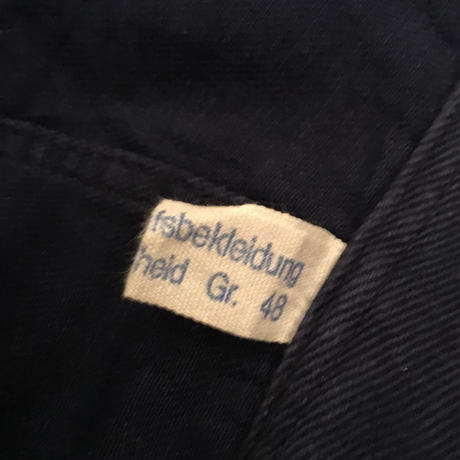 fsbekleidung
heid Gr. 48